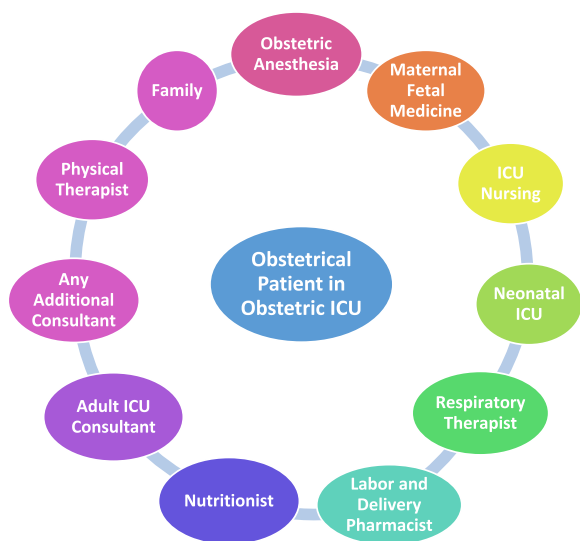 Obstetric
Anesthesia
Maternal
Fetal
Medicine
ICU
Nursing
Neonatal
ICU
Respiratory
Therapist
Labor and
Delivery
Pharmacist
Nutritionist
Adult ICU
Consultant
Any
Additional
Consultant
Physical
Therapist
Family
Obstetrical
Patient in
Obstetric ICU